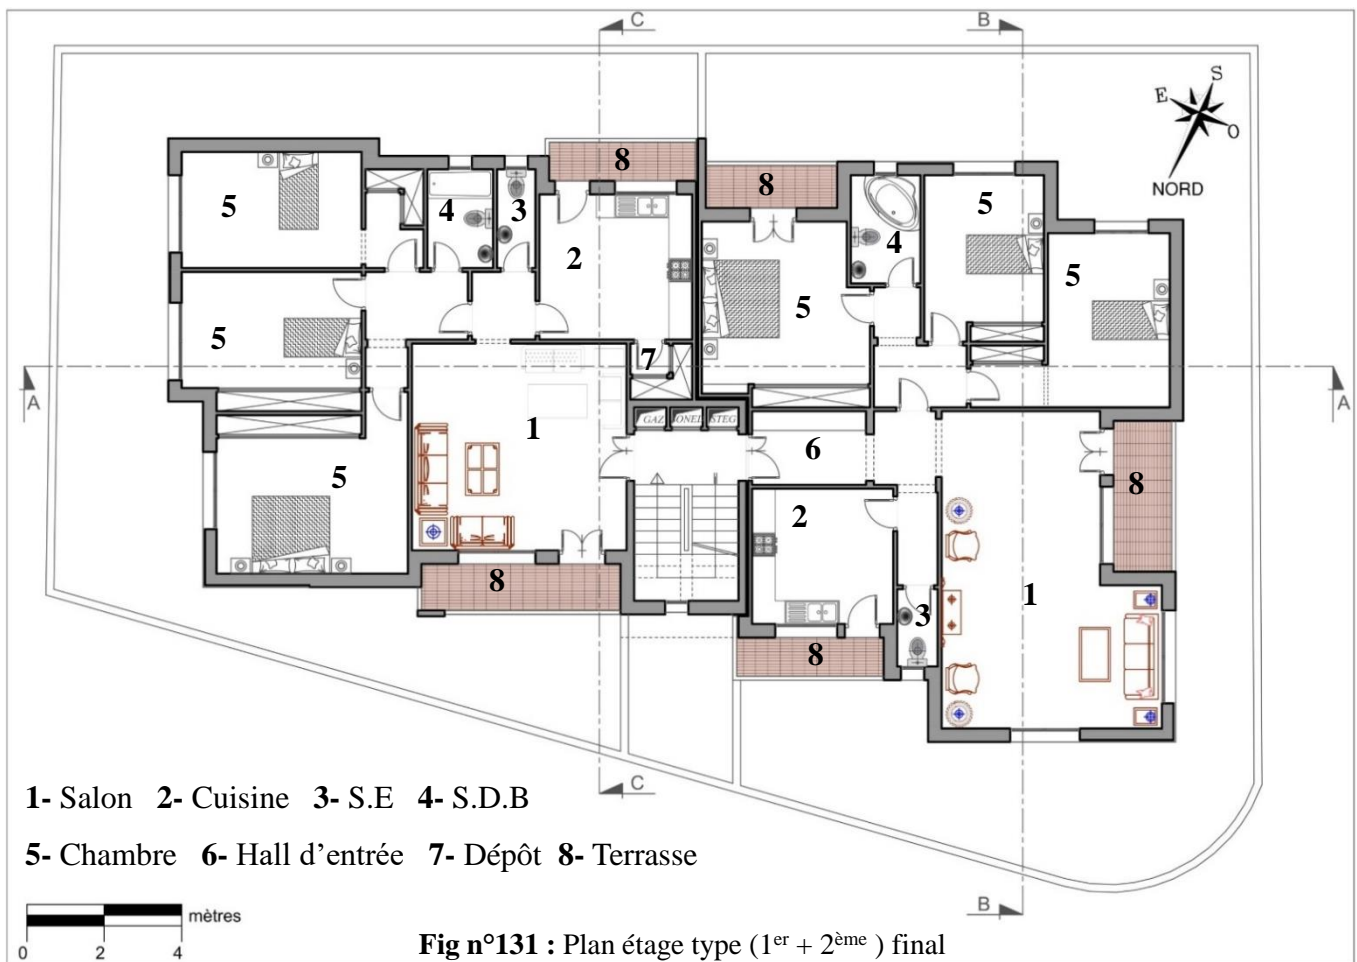 C
B
S
E
O
NORD
8
8
5
4
3
5
2
4
5
5
5
7
A
A
GAZ SONED STEG
1
6
5
8
2
8
1
3
8
C
1- Salon 2- Cuisine 3- S.E 4- S.D.B
5- Chambre 6- Hall d’entrée 7- Dépôt 8- Terrasse
B
mètres
0 2 4
Fig n°131 : Plan étage type (1er + 2ème ) final